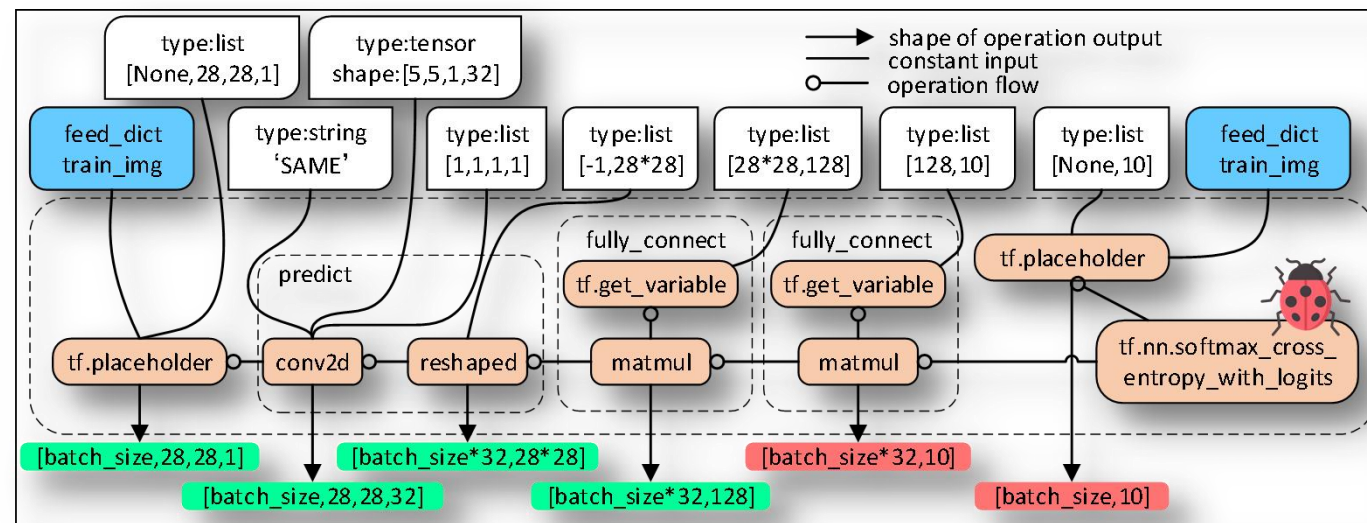 type:list
[None,28,28,1]
type:tensor
shape:[5,5,1,32]
shape of operation output
constant input
operation flow
feed_dict
train_img
type:string
‘SAME’
type:list
[1,1,1,1]
type:list
[-1,28*28]
type:list
[28*28,128]
type:list
[128,10]
type:list
[None,10]
feed_dict
train_img
predict
fully_connect
tf.get_variable
fully_connect
tf.get_variable
tf.placeholder
tf.placeholder
conv2d
reshaped
matmul
matmul
tf.nn.softmax_cross_
entropy_with_logits
[batch_size,28,28,1]
[batch_size*32,28*28]
[batch_size*32,10]
[batch_size,28,28,32]
[batch_size*32,128]
[batch_size,10]